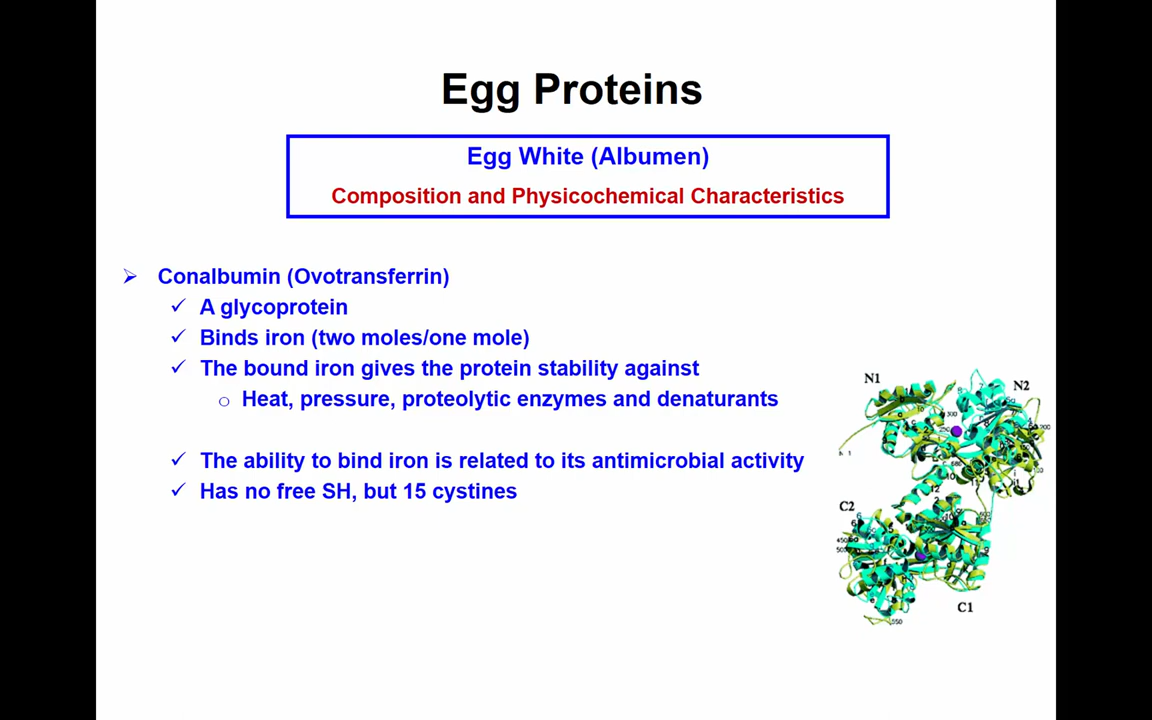 Egg Proteins
Egg White (Albumen)
Composition and Physicochemical Characteristics
Conalbumin (Ovotransferrin)
A glycoprotein
Binds iron (two moles/one mole)
The bound iron gives the protein stability against
Heat, pressure, proteolytic enzymes and denaturants
The ability to bind iron is related to its antimicrobial activity
Has no free SH, but 15 cystines
N1
N2
C2
C1